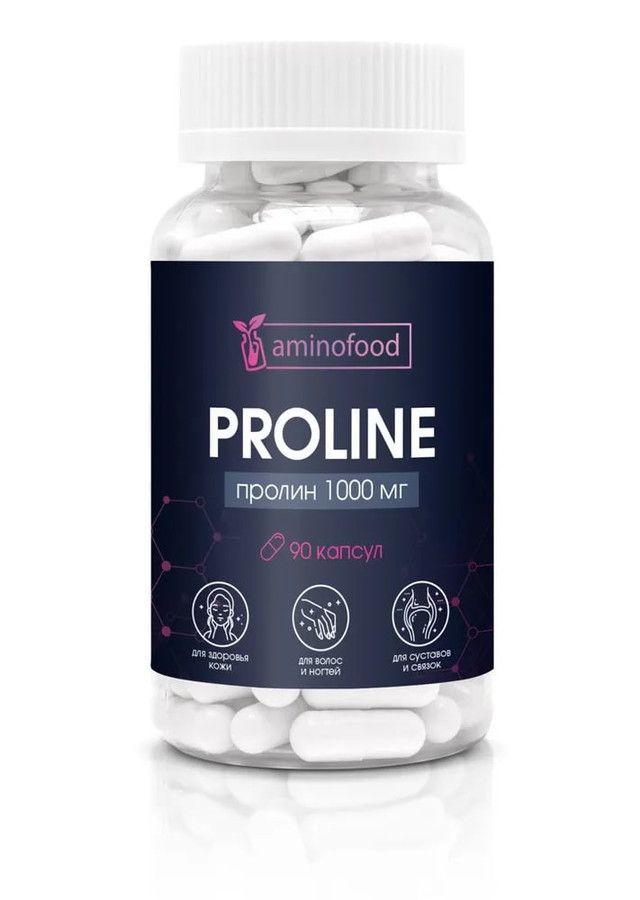 aminofood
PROLINE
пролин 1000 мг
90 капсул
для здоровья
кожи
для волос
и ногтей
для суставов
и связок